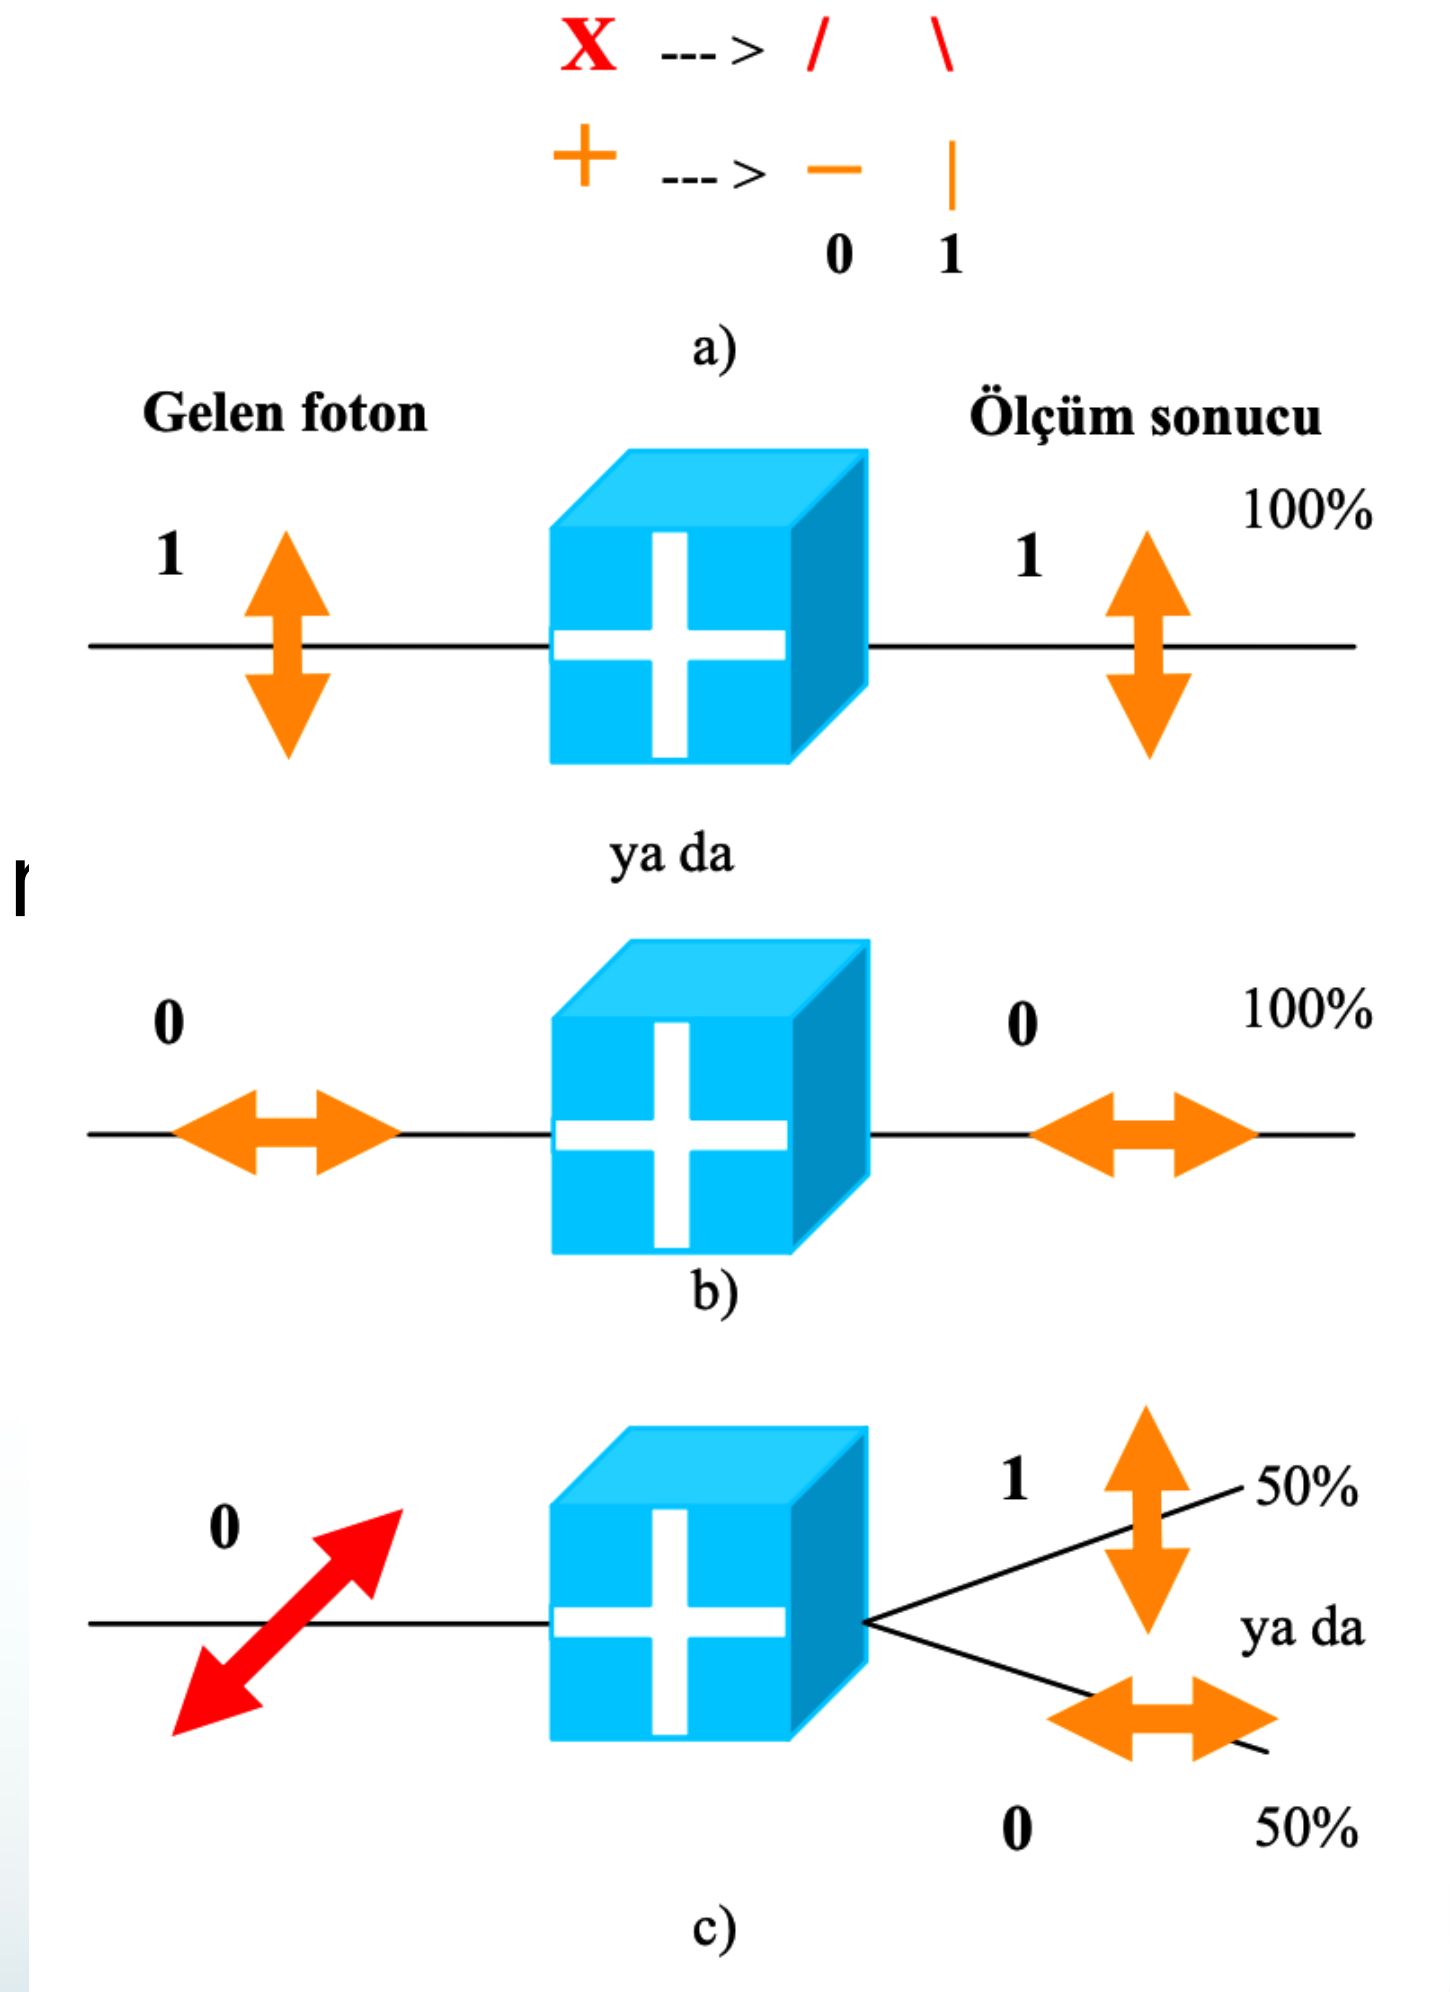 X --- > / \
+ --- > – |
0 1
a)
Gelen foton Ölçüm sonucu
100%
1 1
ya da
r
0 0 100%
b)
1 50%
0
ya da
0 50%
c)